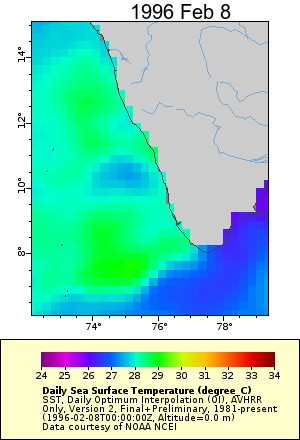 1996 Feb 8
14°
12°
10°
8°
74° 76° 78°
24 25 26 27 28 29 30 31 32 33 34
Daily Sea Surface Temperature (degree_C)
SST, Daily Optimum Interpolation (OI), AVHRR
Only, Version 2, Final+Preliminary, 1981-present
(1996-02-08T00:00:00Z, Altitude=0.0 m)
Data courtesy of NOAA NCEI